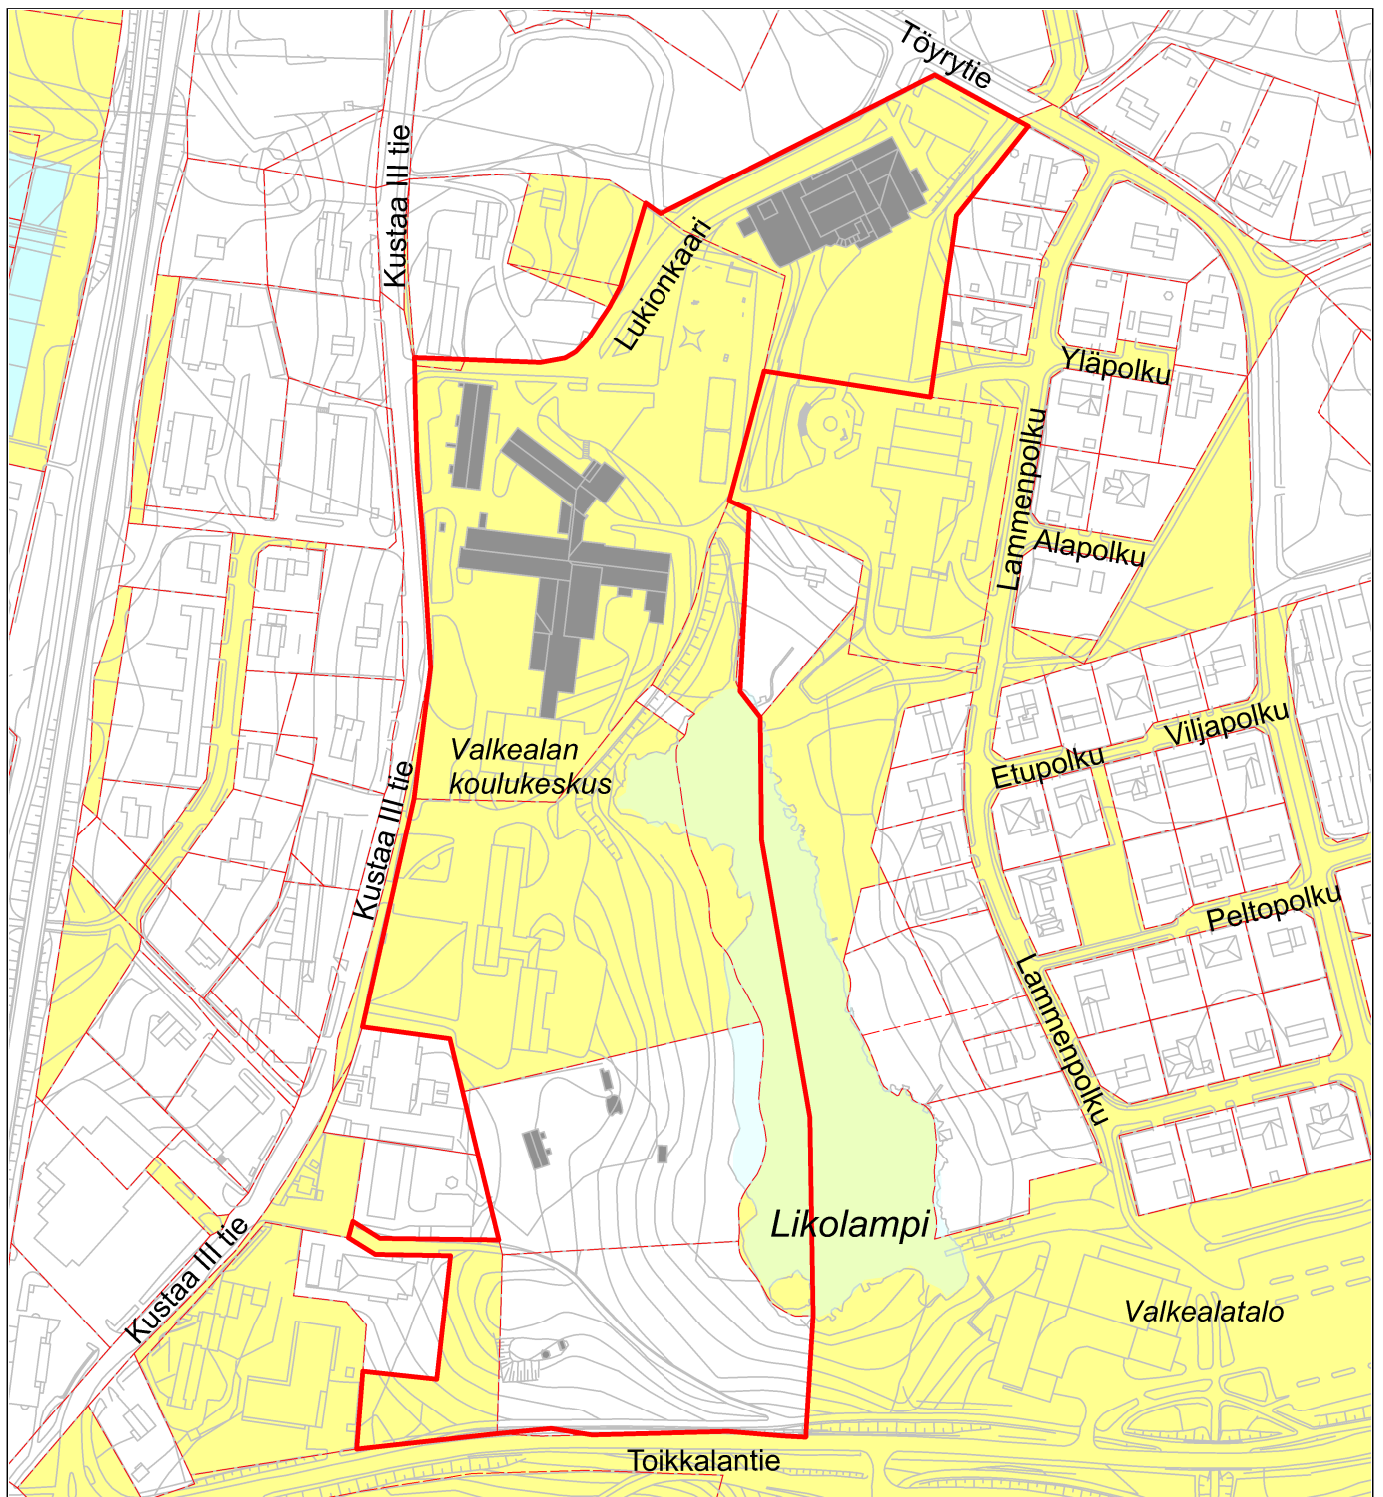 Töyrytie
Kustaa III tie
Lukionkaari
Yläpolku
Lammenpolku
Alapolku
Viljapolku
Valkealan
koulukeskus
Etupolku
Kustaa III tie
Peltopolku
Lammenpolku
Likolampi
Kustaa III tie
Valkealatalo
Toikkalantie